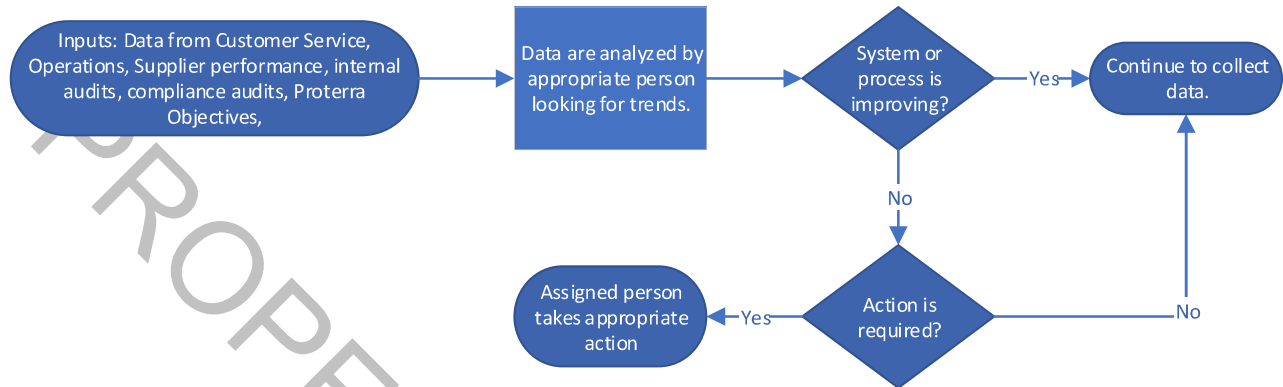 Inputs: Data from Customer Service,
Operations, Supplier performance, internal
audits, compliance audits, Proterra
Objectives,
Data are analyzed by
appropriate person
looking for trends.
System or
process is
improving?
Yes
Continue to collect
data.
No
Assigned person
takes appropriate
action
Yes
Action is
required?
No